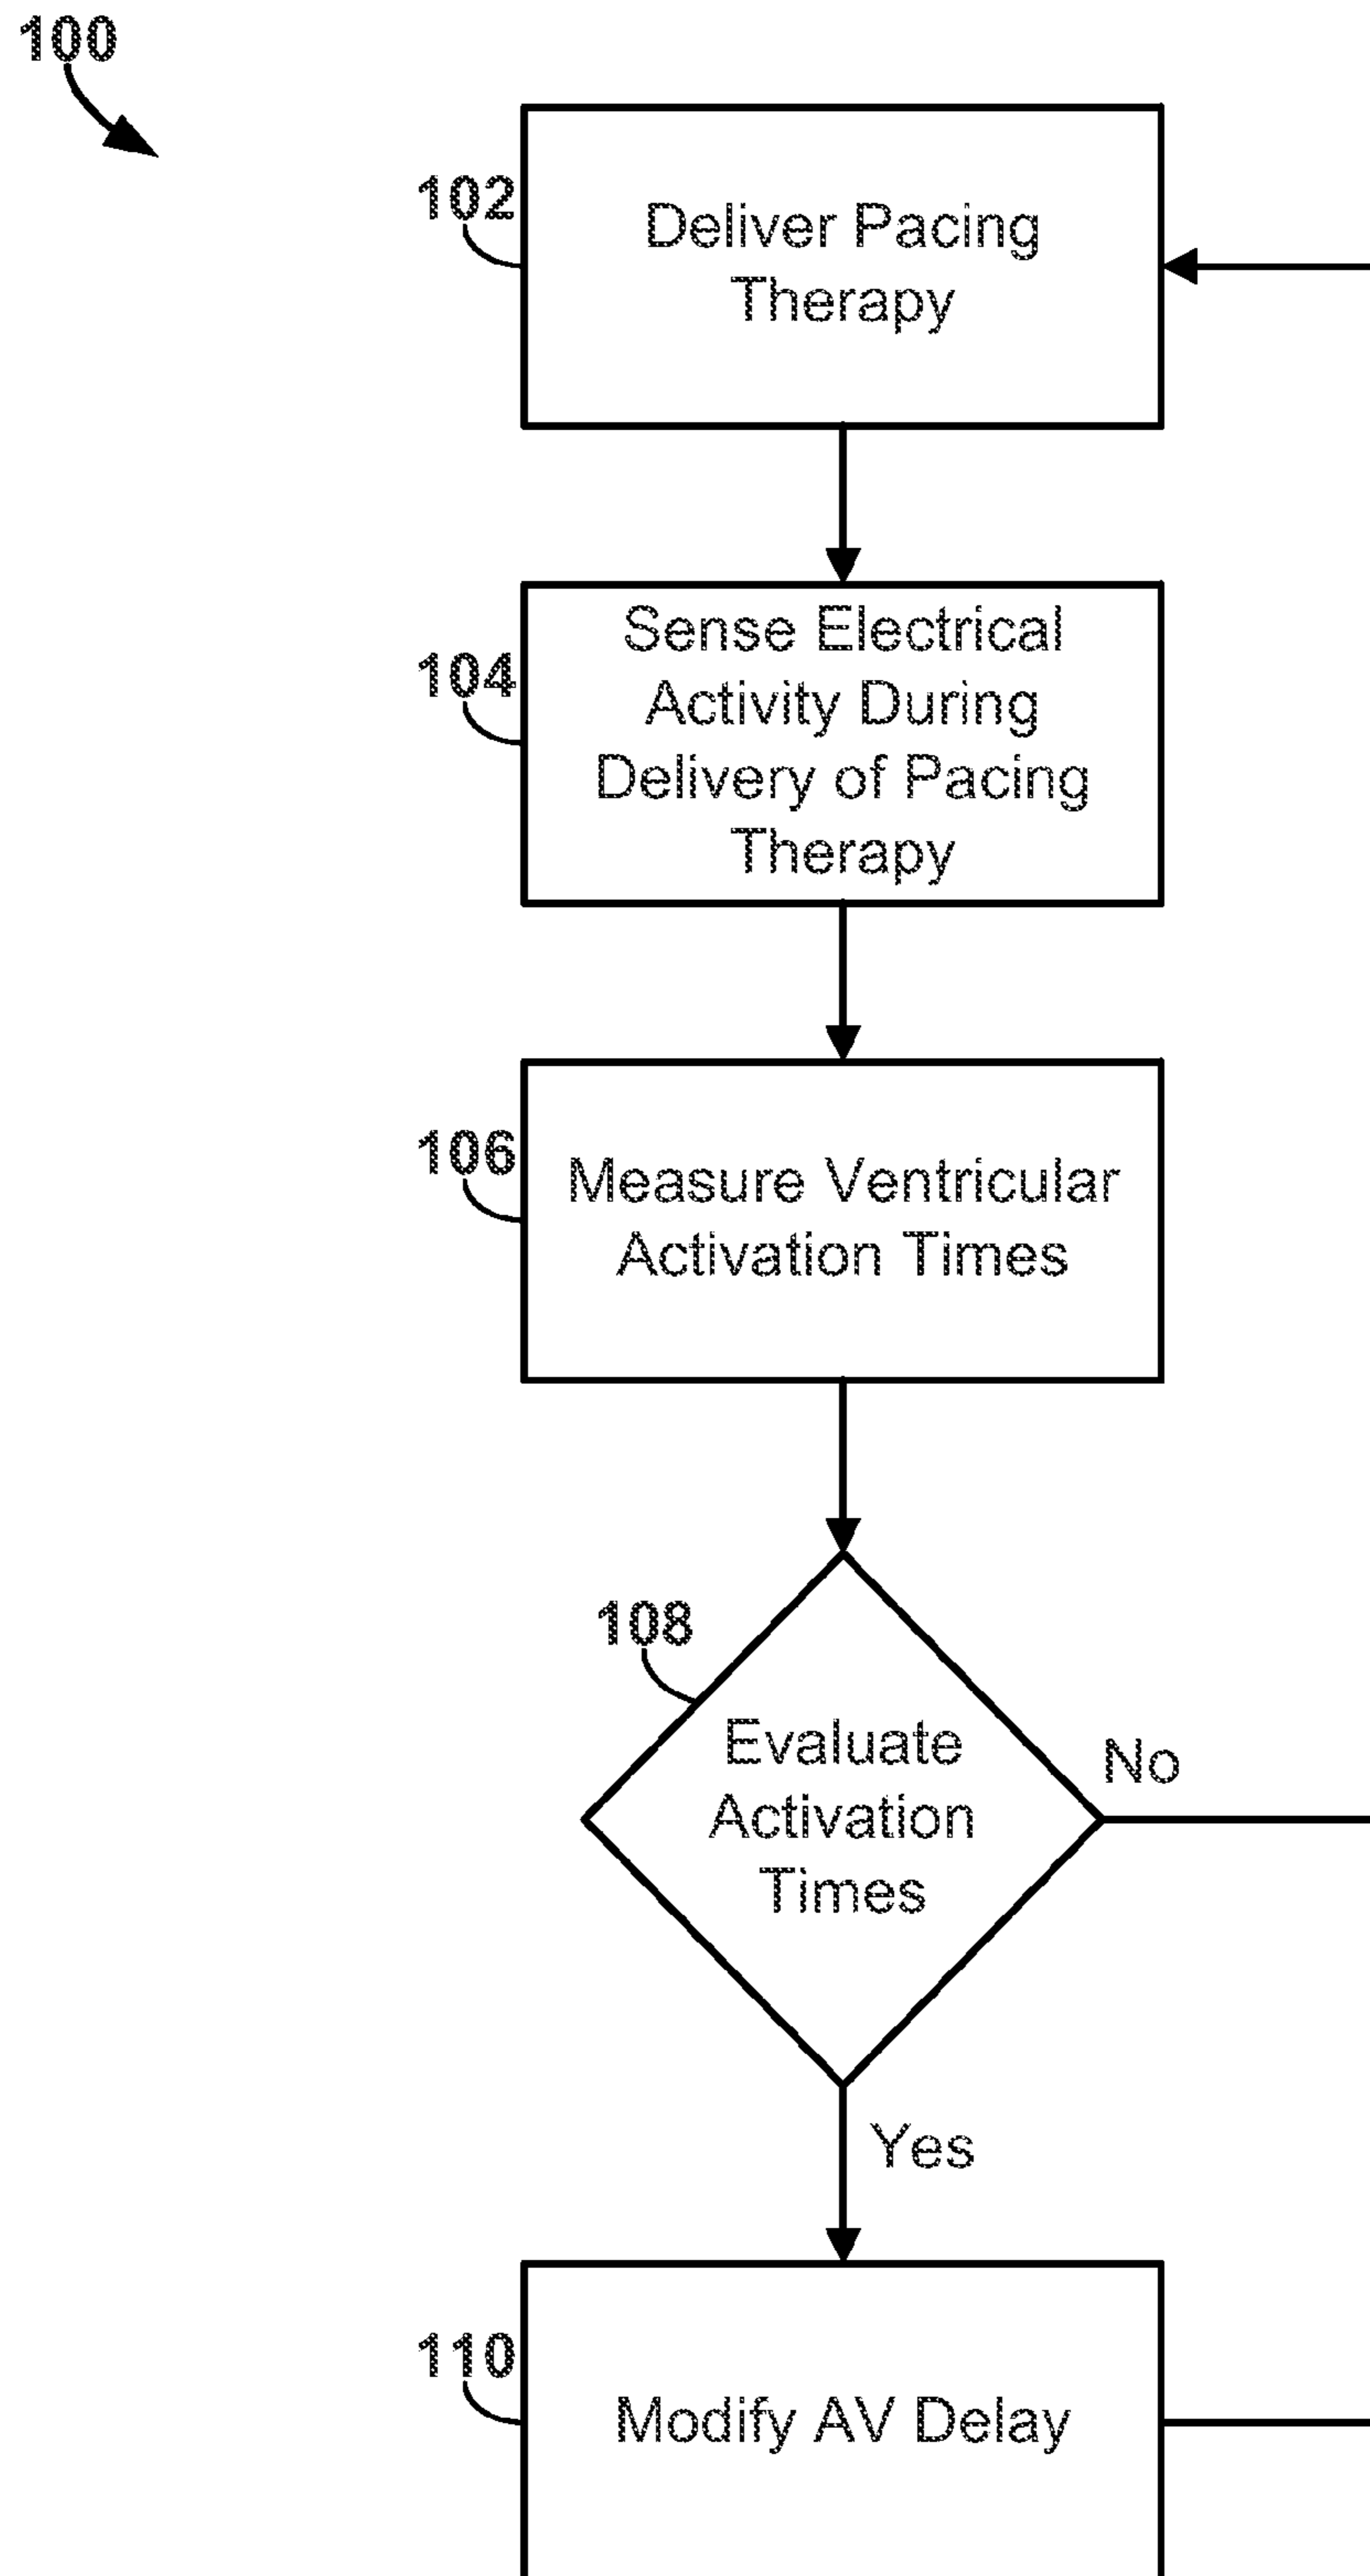 100
102
Deliver Pacing
Therapy
104
Sense Electrical
Activity During
Delivery of Pacing
Therapy
106
Measure Ventricular
Activation Times
108
Evaluate
Activation
Times
No
Yes
110
Modify AV Delay